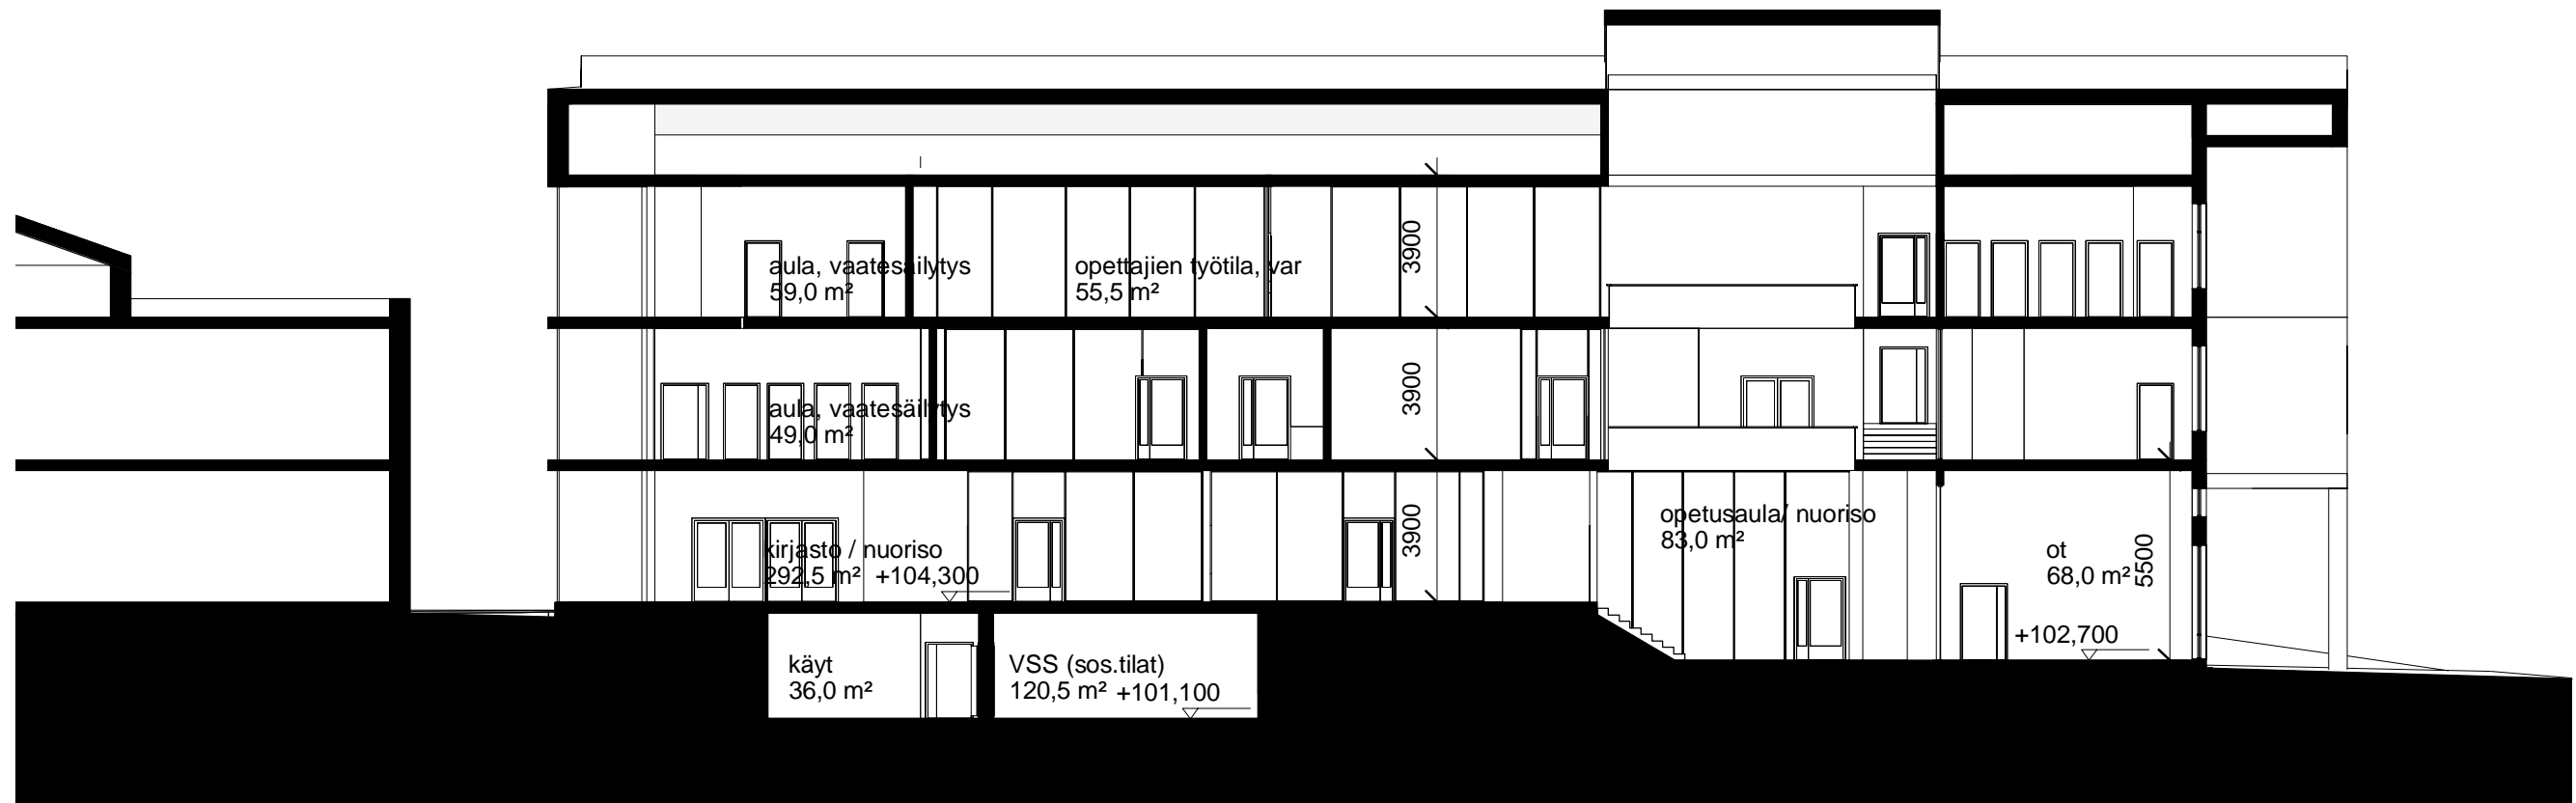 aula, vaatesäilytys
59,0 m²
opettajien työtila, var
55,5 m²
3900
aula, vaatesäilytys
49,0 m²
3900
kirjasto / nuoriso
292,5 m² +104,300
3900
opetusaula/ nuoriso
83,0 m²
ot
68,0 m²
5500
+102,700
käyt
36,0 m²
VSS (sos.tilat)
120,5 m² +101,100